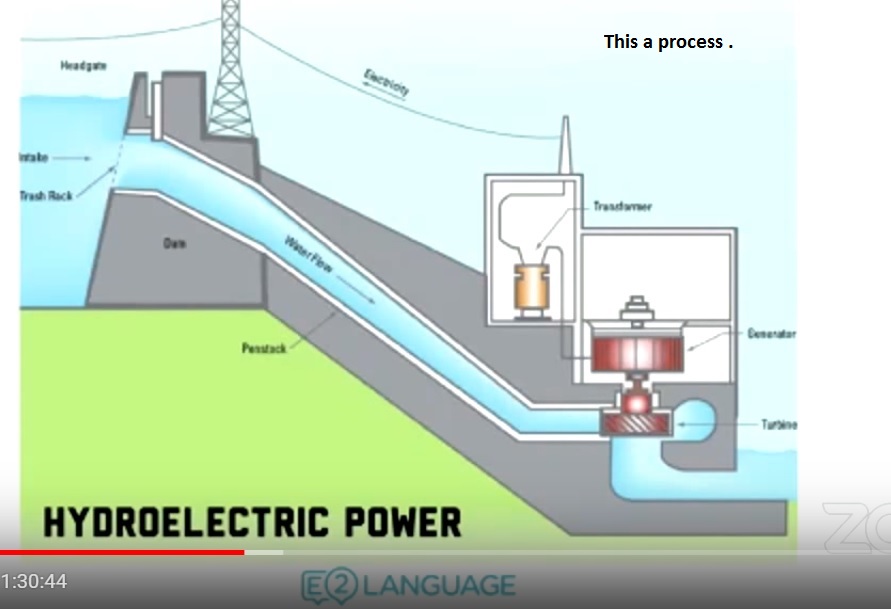 This a process .
Headgate
Electricity
Intake
Trash Rack
Transformer
Dam
Water Flow
Penstock
Generator
Turbine
HYDROELECTRIC POWER
ZO
1:30:44
E2 LANGUAGE